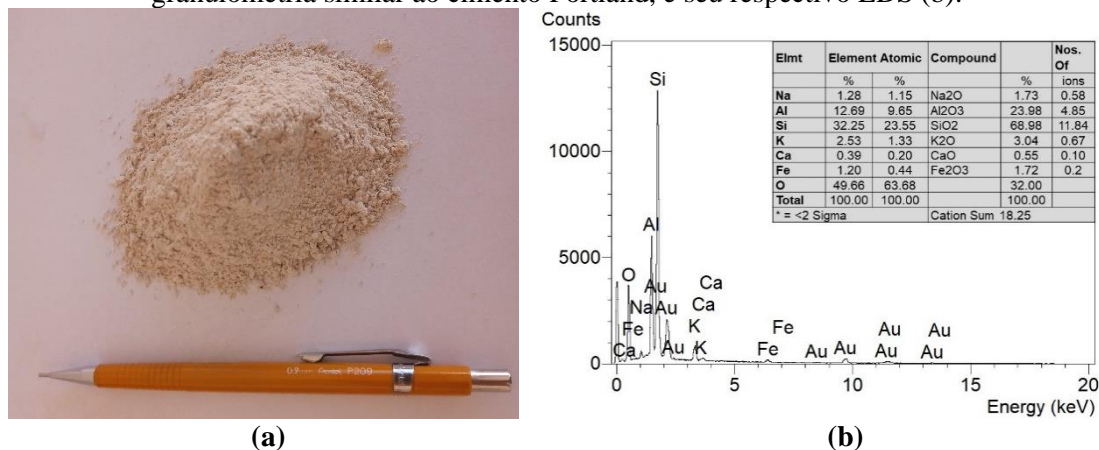 granulometria similar ao cimento Portland, e seu respectivo EDS (b).
0.9mm Pentel P209
(a)
Counts
15000
10000
5000
0
Si
Al
O
Au
Na Au
Fe
Ca
Au
K
K
Ca
Ca
Fe
Fe
Au
Au
Au
Au
Au
Au
0 5 10 15 20
Energy (keV)
Elmt Element Atomic Compound Nos. Of
% % % ions
Na 1.28 1.15 Na2O 1.73 0.58
Al 12.69 9.65 Al2O3 23.98 4.85
Si 32.25 23.55 SiO2 68.98 11.84
K 2.53 1.33 K2O 3.04 0.67
Ca 0.39 0.20 CaO 0.55 0.10
Fe 1.20 0.44 Fe2O3 1.72 0.2
O 49.66 63.68 32.00
Total 100.00 100.00 100.00
* = <2 Sigma Cation Sum 18.25
(b)